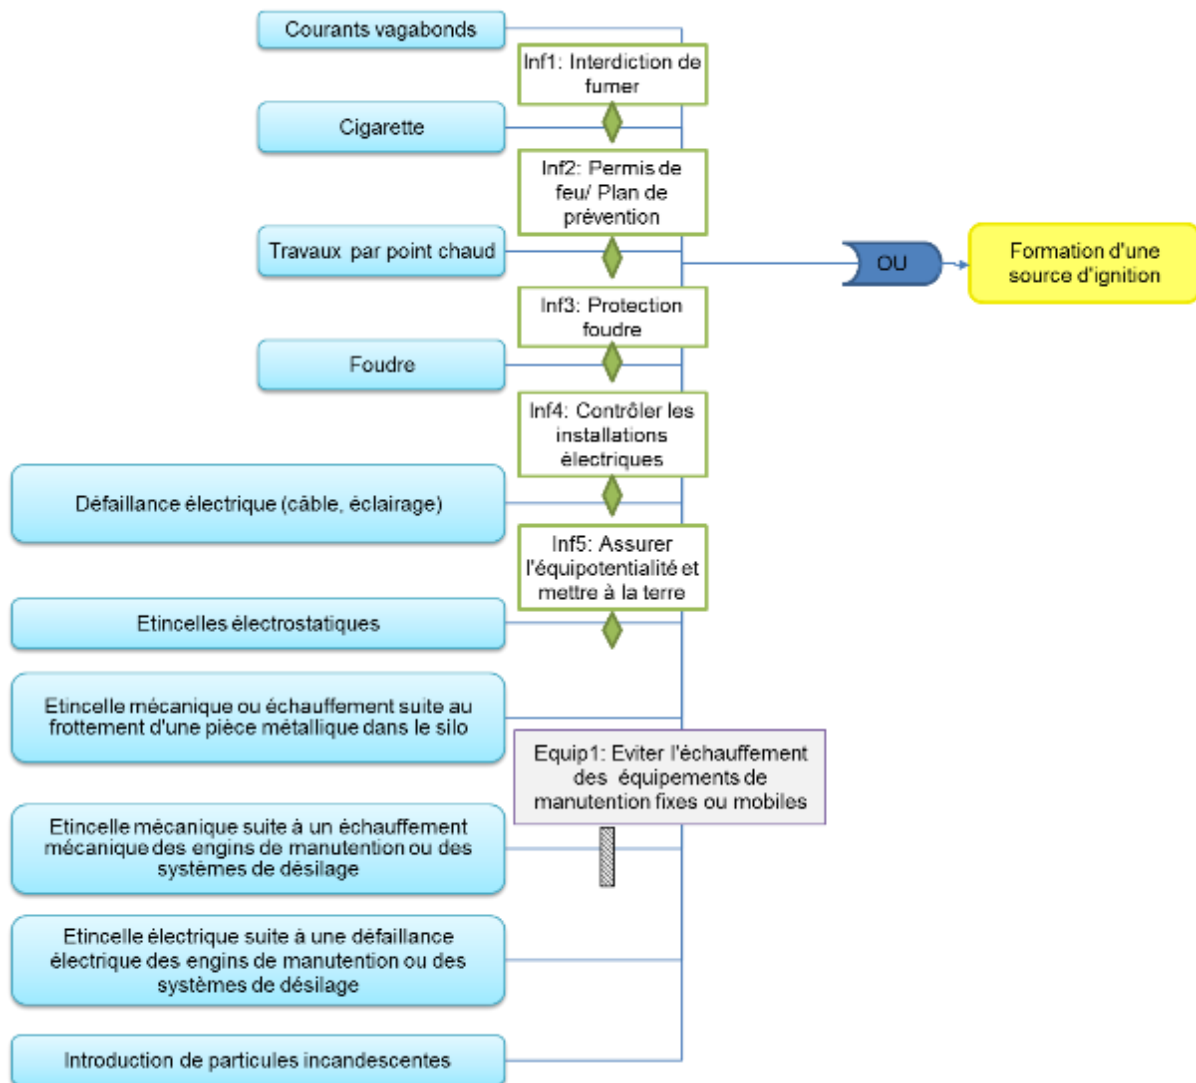 Courants vagabonds
Inf1: Interdiction de
fumer
Cigarette
Inf2: Permis de
feu/ Plan de
prévention
Travaux par point chaud
OU
Formation d'une
source d'ignition
Inf3: Protection
foudre
Foudre
Inf4: Contrôler les
installations
électriques
Défaillance électrique (câble, éclairage)
Inf5: Assurer
l'équipotentialité et
mettre à la terre
Etincelles électrostatiques
Etincelle mécanique ou échauffement suite au
frottement d'une pièce métallique dans le silo
Equip1: Eviter l'échauffement
des équipements de
manutention fixes ou mobiles
Etincelle mécanique suite à un échauffement
mécanique des engins de manutention ou des
systèmes de désilage
Etincelle électrique suite à une défaillance
électrique des engins de manutention ou des
systèmes de désilage
Introduction de particules incandescentes